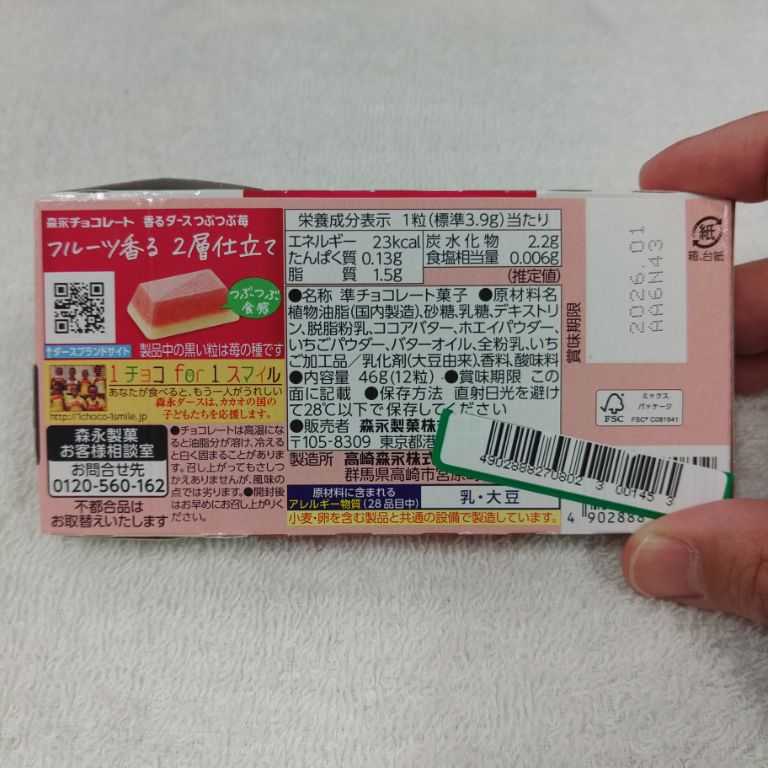 森永チョコレート 香るダースつぶつぶ苺
フルーツ香る 2層仕立て
つぶつぶ
食感
↑ダースブランドサイト
製品中の黒い粒は苺の種です
1チョコ for 1スマイル
あなたが食べると、もう一人がうれしい
森永ダースは、カカオの国の
子どもたちを応援します。
http://1choco-1smile.jp
森永製菓
お客様相談室
お問合せ先
0120-560-162
不都合品は
お取替えいたします
●チョコレートは高温にな
ると油脂分が溶け、冷える
と白く固まることがありま
す。召し上がってもさしつ
かえありませんが、風味の
点では劣ります。●開封後
はお早めにお召し上がりく
ださい。
栄養成分表示 1粒(標準3.9g)当たり
エネルギー 23kcal
たんぱく質 0.13g
脂質 1.5g
炭水化物 2.2g
食塩相当量 0.006g
(推定値)
●名称 準チョコレート菓子 ●原材料名
植物油脂(国内製造)、砂糖、乳糖、デキストリ
ン、脱脂粉乳、ココアバター、ホエイパウダー、
いちごパウダー、バターオイル、全粉乳、いち
ご加工品/乳化剤(大豆由来)、香料、酸味料
●内容量 46g(12粒) ●賞味期限 この
面に記載 ●保存方法 直射日光を避け
て28℃以下で保存してください
●販売者 森永製菓株
〒105-8309 東京都港
製造所 高崎森永株式
群馬県高崎市宮原町
原材料に含まれる
アレルギー物質(28品目中)
乳・大豆
小麦・卵を含む製品と共通の設備で製造しています。
賞味期限
2026.01
AA6N43
紙
箱、台紙
FSC
ミックス
パッケージ
FSC® C081641
4902888270802 3 00145 3
4 902888